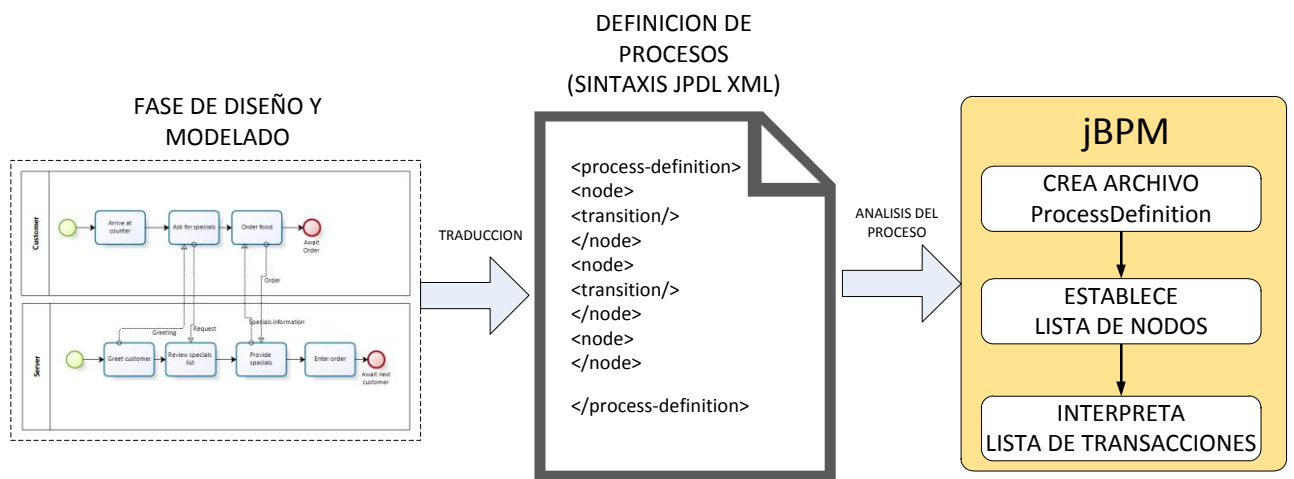 FASE DE DISEÑO Y
MODELADO
Customer
Arrive at
counter
Ask for specials
Order food
Await
Order
Order
Greeting
Request
Specials information
Server
Greet customer
Review specials
list
Provide
specials
Enter order
Await next
customer
TRADUCCION
DEFINICION DE
PROCESOS
(SINTAXIS JPDL XML)
<process-definition>
<node>
<transition/>
</node>
<node>
<transition/>
</node>
<node>
</node>
</process-definition>
ANALISIS DEL
PROCESO
jBPM
CREA ARCHIVO
ProcessDefinition
ESTABLECE
LISTA DE NODOS
INTERPRETA
LISTA DE TRANSACCIONES